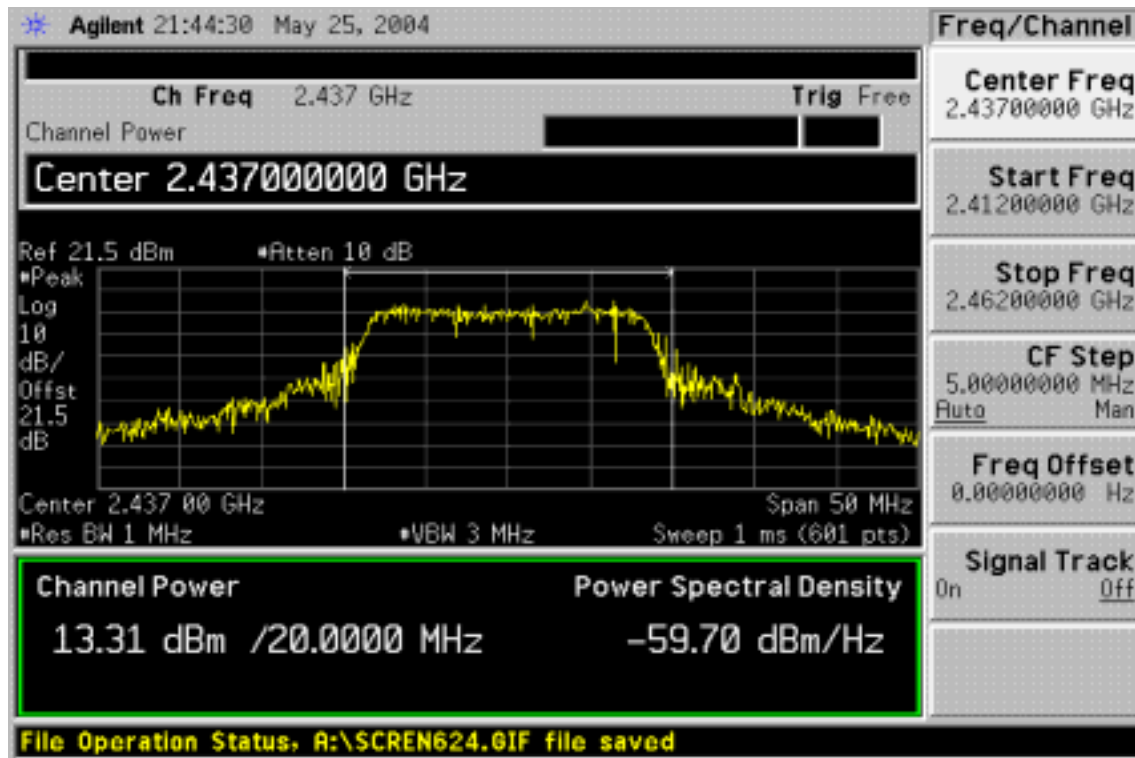 Agilent 21:44:30 May 25, 2004
Freq/Channel
Ch Freq 2.437 GHz
Trig Free
Channel Power
Center 2.437000000 GHz
Ref 21.5 dBm
#Atten 10 dB
#Peak
Log
10
dB/
Offst
21.5
dB
Center 2.437 00 GHz
Span 50 MHz
#Res BW 1 MHz
#VBW 3 MHz
Sweep 1 ms (601 pts)
Channel Power
Power Spectral Density
13.31 dBm /20.0000 MHz
-59.70 dBm/Hz
Center Freq
2.43700000 GHz
Start Freq
2.41200000 GHz
Stop Freq
2.46200000 GHz
CF Step
5.00000000 MHz
Auto Man
Freq Offset
0.00000000 Hz
Signal Track
On Off
File Operation Status, A:\SCREN624.GIF file saved